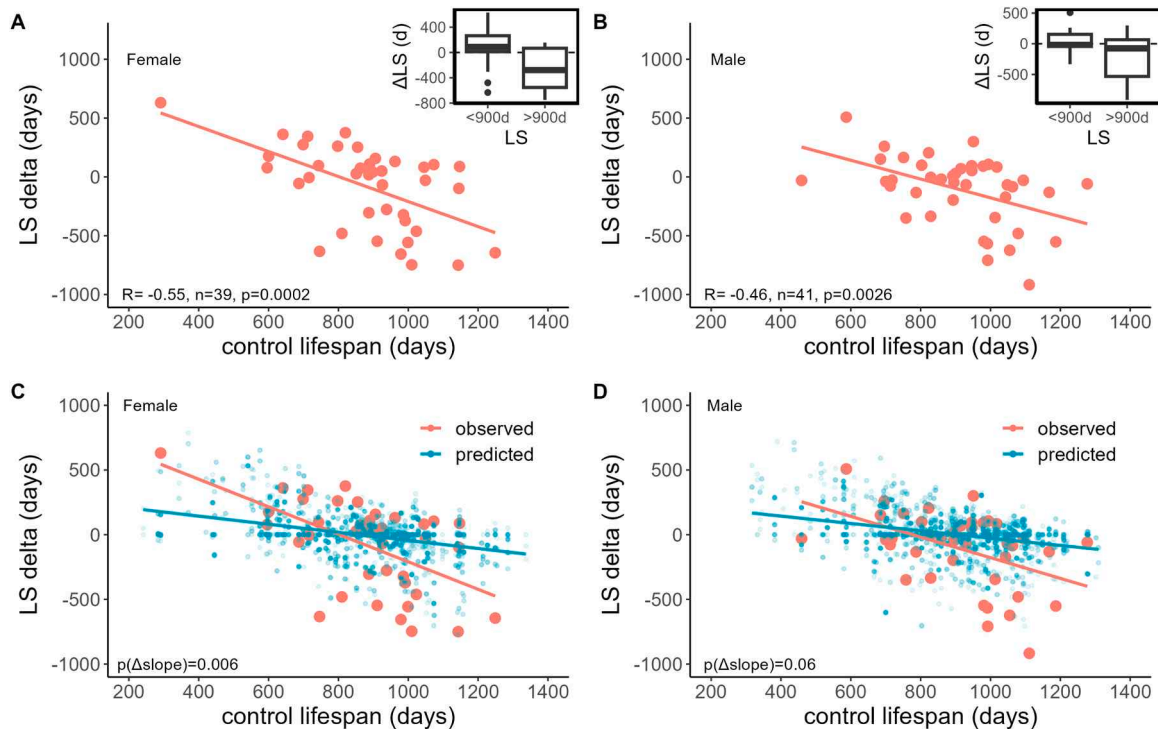 A
Female
1000
500
0
-500
-1000
LS delta (days)
R= -0.55, n=39, p=0.0002
200 400 600 800 1000 1200 1400
control lifespan (days)
400
0
-400
-800
ΔLS (d)
<900d >900d
LS
B
Male
1000
500
0
-500
-1000
LS delta (days)
R= -0.46, n=41, p=0.0026
200 400 600 800 1000 1200 1400
control lifespan (days)
500
0
-500
ΔLS (d)
<900d >900d
LS
C
Female
observed
predicted
1000
500
0
-500
-1000
LS delta (days)
p(Δslope)=0.006
200 400 600 800 1000 1200 1400
control lifespan (days)
D
Male
observed
predicted
1000
500
0
-500
-1000
LS delta (days)
p(Δslope)=0.06
200 400 600 800 1000 1200 1400
control lifespan (days)